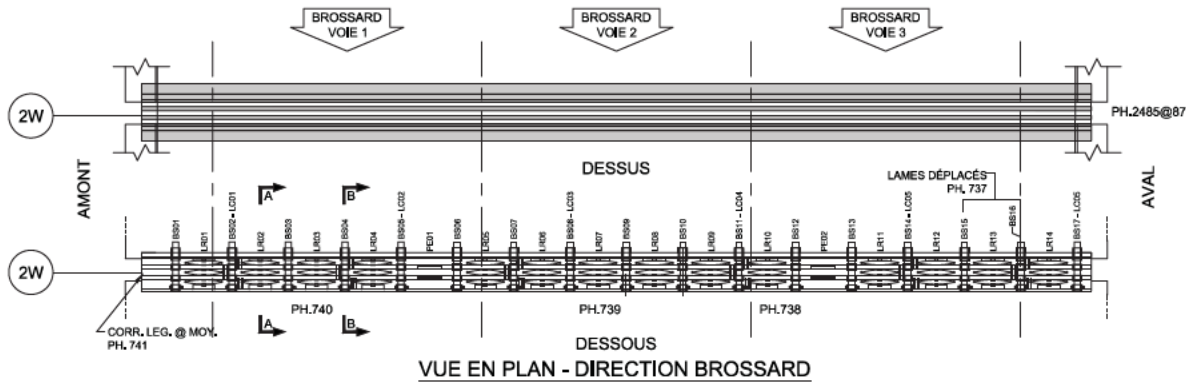 BROSSARD
VOIE 1
BROSSARD
VOIE 2
BROSSARD
VOIE 3
2W
PH.2485@87
DESSUS
AMONT
AVAL
LAMES DÉPLACÉS
PH. 737
A
B
BS01
LR01
BS02-LC01
LR02
BS03
LR03
BS04
LR04
BS05-LC02
PE01
BS06
LR05
BS07
LR06
BS08-LC03
LR07
BS09
LR08
BS10
LR09
BS11-LC04
LR10
BS12
PE02
BS13
LR11
BS14-LC05
LR12
BS15
LR13
BS16
LR14
BS17-LC05
2W
PH.740
PH.739
PH.738
CORR. LEG. @ MOY.
PH. 741
A
B
DESSOUS
VUE EN PLAN - DIRECTION BROSSARD